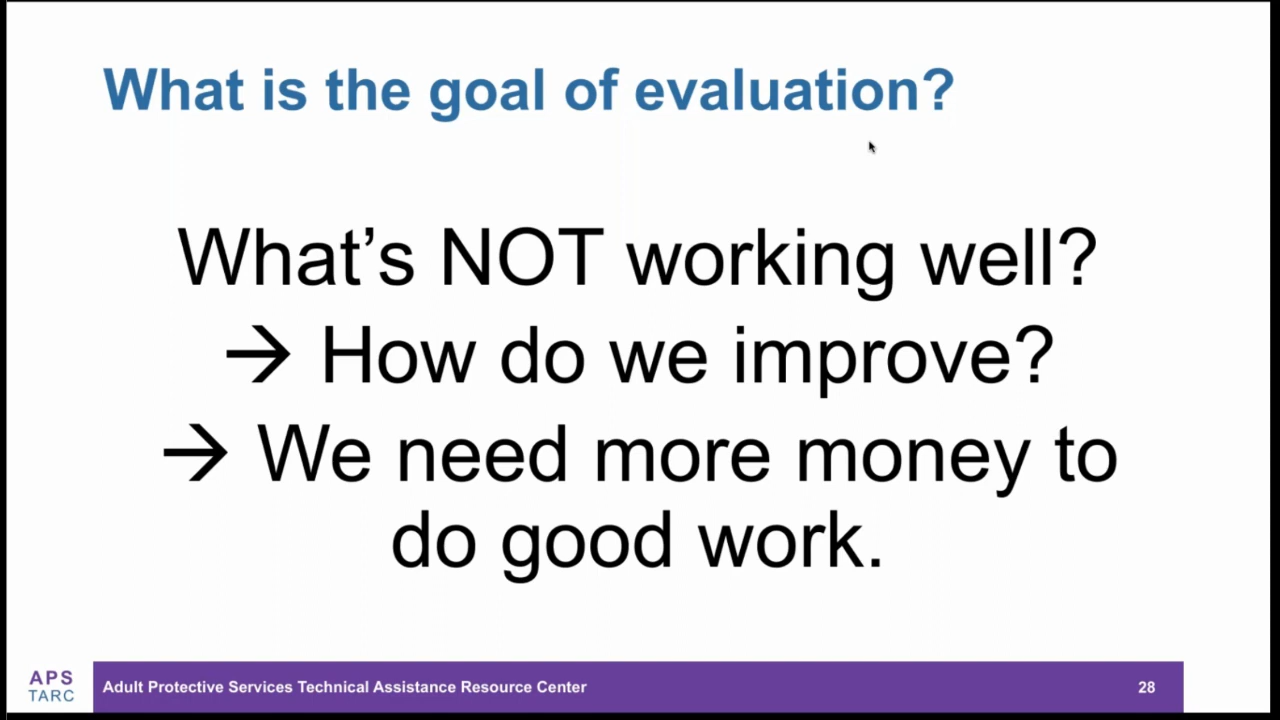 What is the goal of evaluation?
What’s NOT working well?
→ How do we improve?
→ We need more money to
do good work.
APS
TARC
Adult Protective Services Technical Assistance Resource Center
28